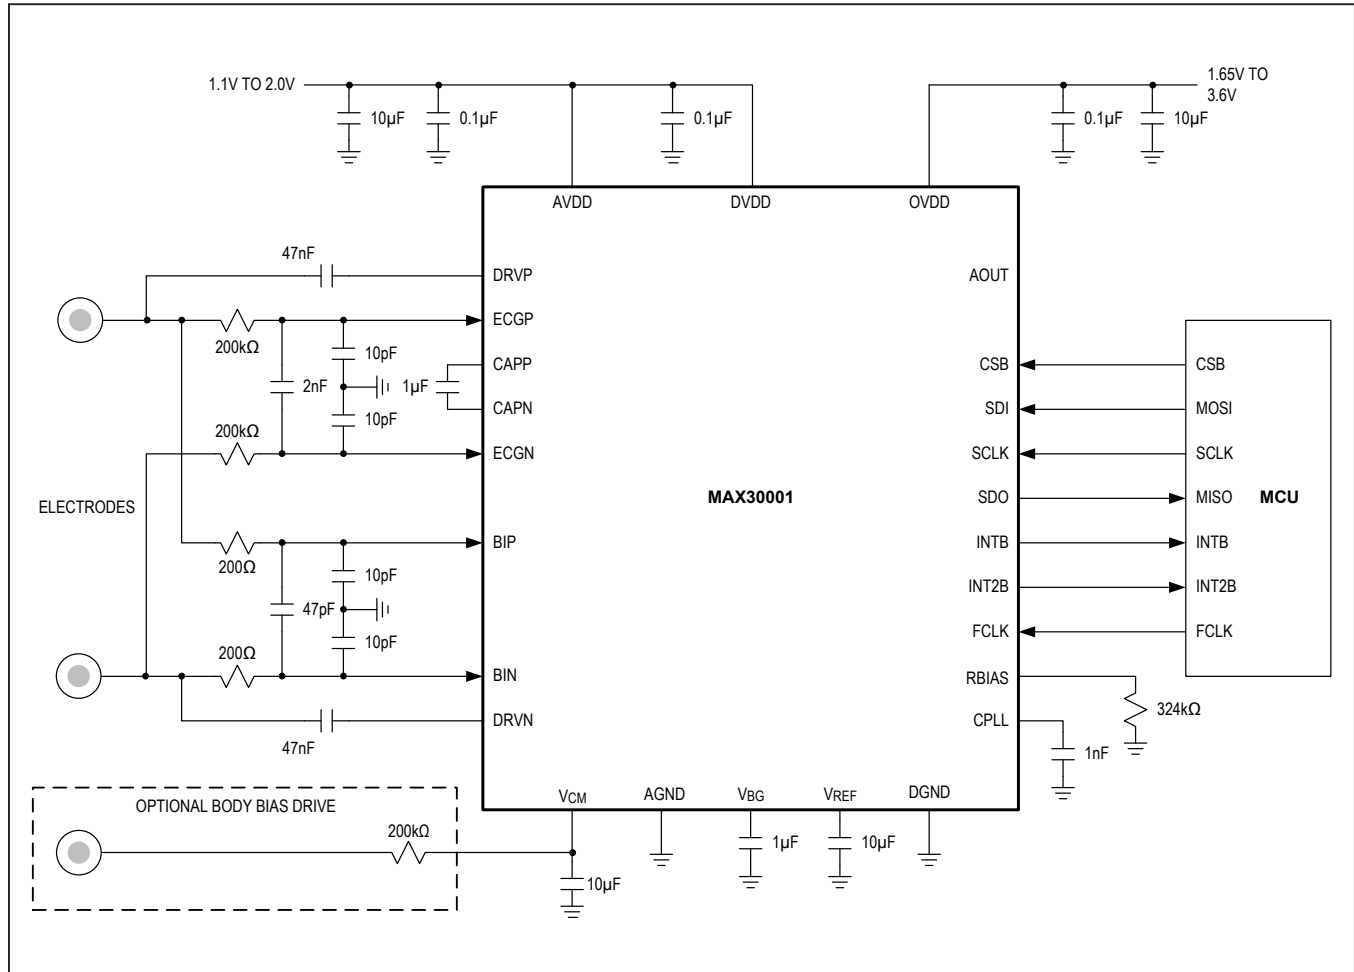 1.1V TO 2.0V
10µF
0.1µF
0.1µF
1.65V TO
3.6V
0.1µF
10µF
AVDD
DVDD
OVDD
47nF
DRVP
AOUT
ECGP
200kΩ
10pF
2nF
10pF
CAPP
1µF
CAPN
200kΩ
ECGN
ELECTRODES
MAX30001
CSB
SDI
SCLK
SDO
INTB
INT2B
FCLK
RBIAS
CPLL
CSB
MOSI
SCLK
MISO
MCU
INTB
INT2B
FCLK
BIP
200Ω
10pF
47pF
10pF
200Ω
BIN
DRVN
47nF
324kΩ
1nF
OPTIONAL BODY BIAS DRIVE
200kΩ
VCM
AGND
VBG
VREF
DGND
10µF
1µF
10µF